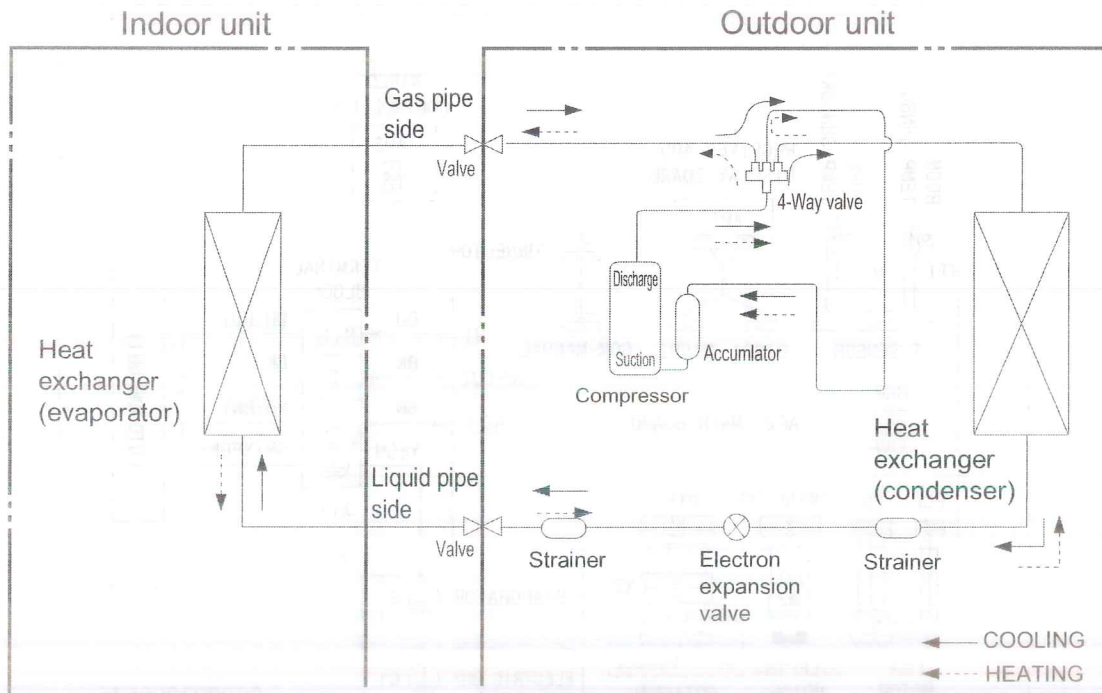 Indoor unit
Outdoor unit
Gas pipe
side
Valve
4-Way valve
Discharge
Suction
Accumlator
Compressor
Heat
exchanger
(evaporator)
Heat
exchanger
(condenser)
Liquid pipe
side
Valve
Strainer
Electron
expansion
valve
Strainer
COOLING
HEATING